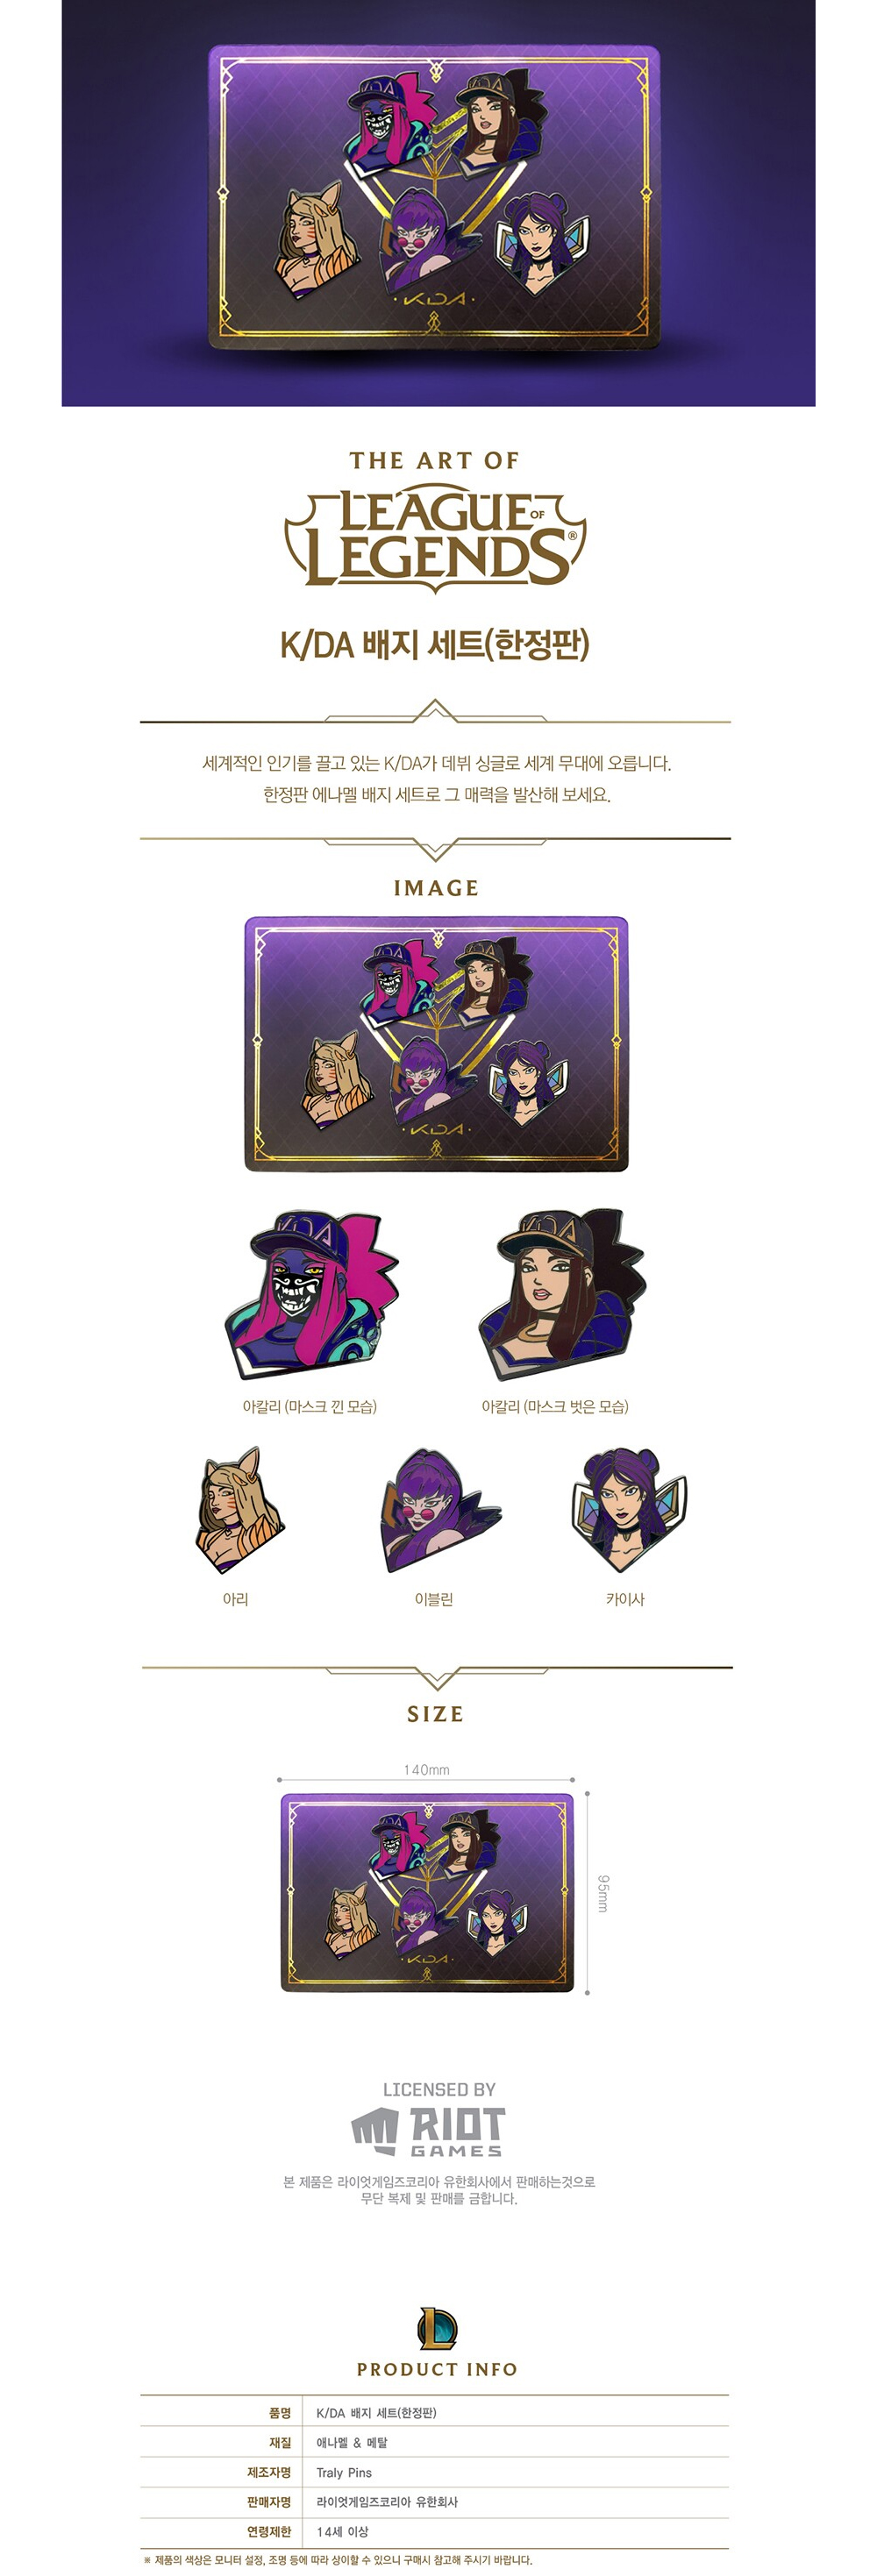 KDA
THE ART OF
LEAGUE OF
LEGENDS®
K/DA 배지 세트(한정판)
세계적인 인기를 끌고 있는 K/DA가 데뷔 싱글로 세계 무대에 오릅니다.
한정판 에나멜 배지 세트로 그 매력을 발산해 보세요.
IMAGE
KDA
KDA
KDA
아칼리 (마스크 낀 모습)
아칼리 (마스크 벗은 모습)
아리
이블린
카이사
SIZE
140mm
95mm
KDA
LICENSED BY
RIOT
GAMES
본 제품은 라이엇게임즈코리아 유한회사에서 판매하는것으로
무단 복제 및 판매를 금합니다.
L
PRODUCT INFO
품명 K/DA 배지 세트(한정판)
재질 애나멜 & 메탈
제조자명 Traly Pins
판매자명 라이엇게임즈코리아 유한회사
연령제한 14세 이상
※ 제품의 색상은 모니터 설정, 조명 등에 따라 상이할 수 있으니 구매시 참고해 주시기 바랍니다.